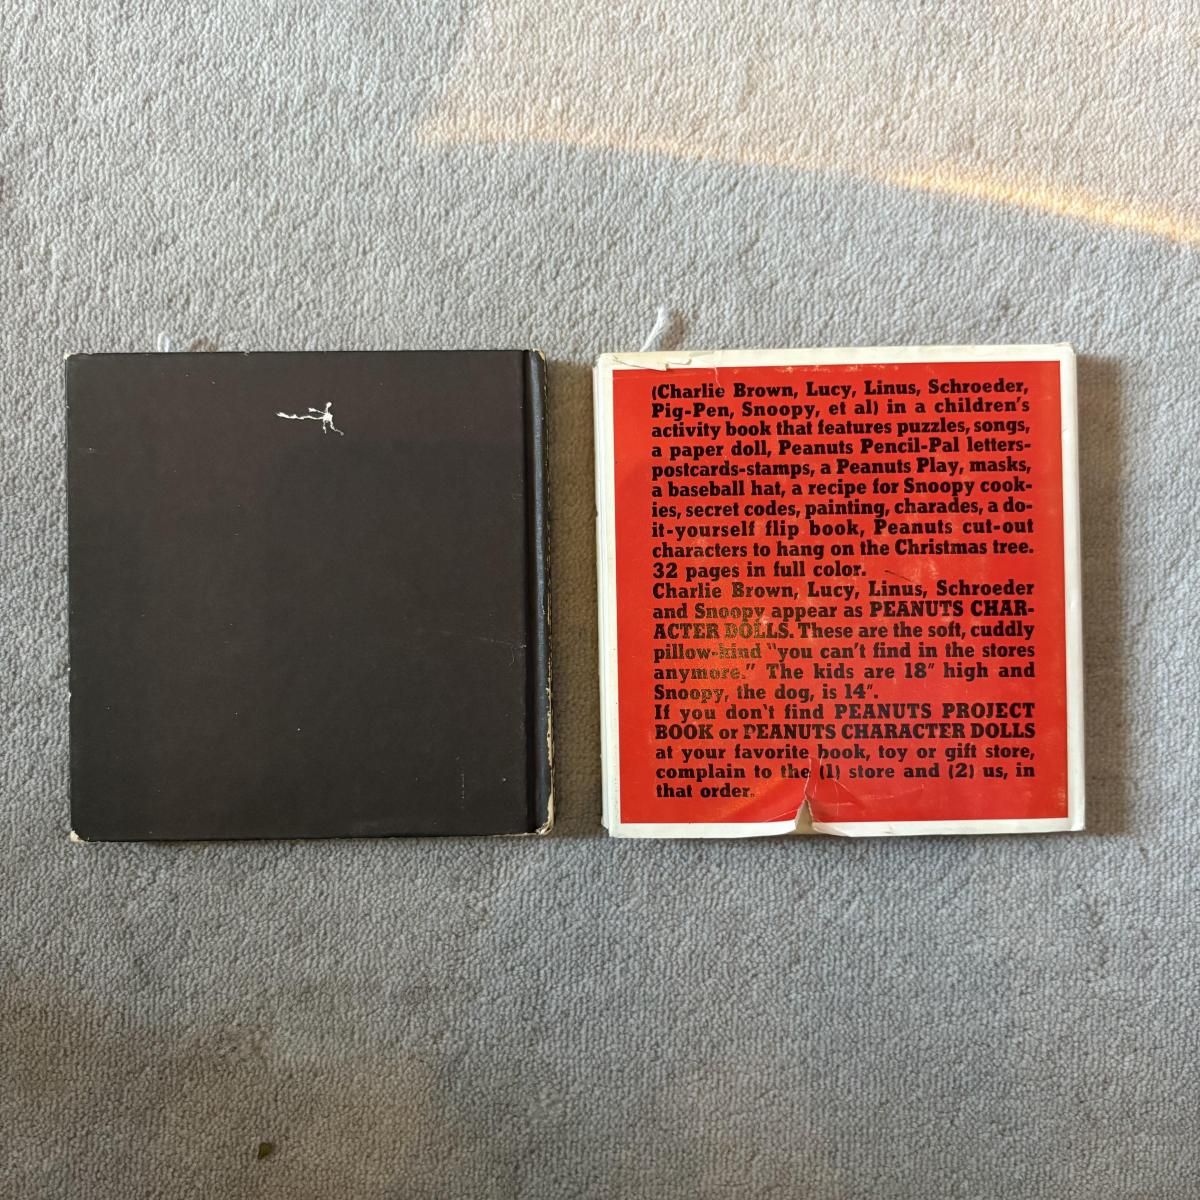 (Charlie Brown, Lucy, Linus, Schroeder,
Pig-Pen, Snoopy, et al) in a children's
activity book that features puzzles, songs,
a paper doll, Peanuts Pencil-Pal letters-
postcards-stamps, a Peanuts Play, masks,
a baseball hat, a recipe for Snoopy cook-
ies, secret codes, painting, charades, a do-
it-yourself flip book, Peanuts cut-out
characters to hang on the Christmas tree.
32 pages in full color.
Charlie Brown, Lucy, Linus, Schroeder
and Snoopy appear as PEANUTS CHAR-
ACTER DOLLS. These are the soft, cuddly
pillow-kind "you can't find in the stores
anymore." The kids are 18" high and
Snoopy, the dog, is 14".
If you don't find PEANUTS PROJECT
BOOK or PEANUTS CHARACTER DOLLS
at your favorite book, toy or gift store,
complain to the (1) store and (2) us, in
that order.